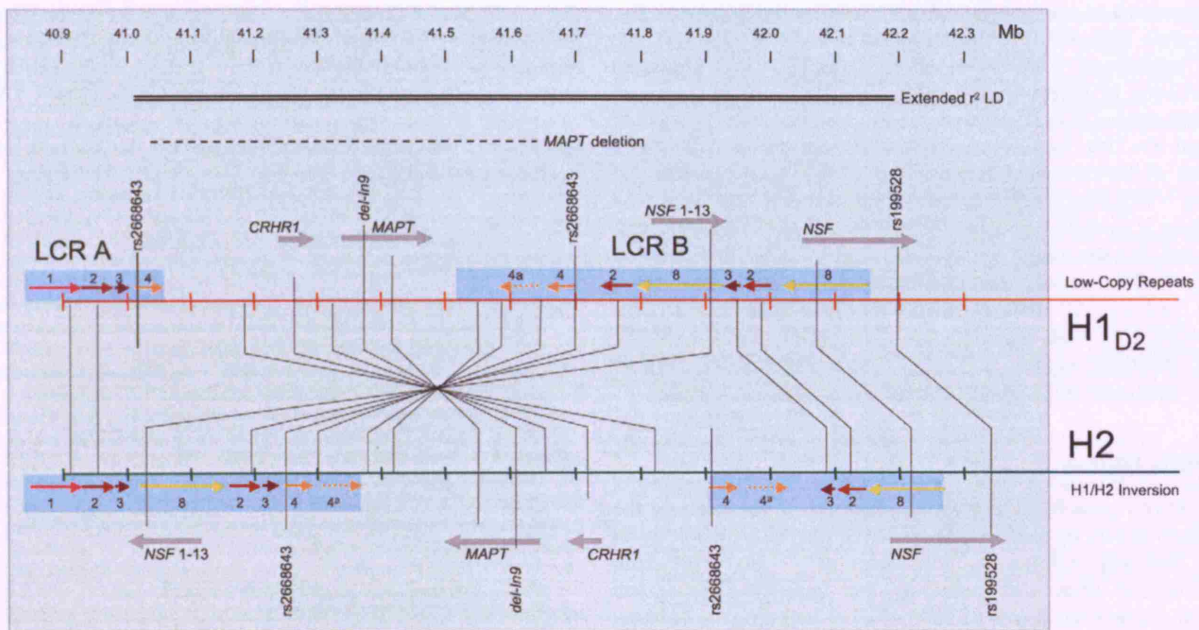 40.9 41.0 41.1 41.2 41.3 41.4 41.5 41.6 41.7 41.8 41.9 42.0 42.1 42.2 42.3 Mb
Extended r² LD
MAPT deletion
rs2668643
del-In9
rs2668643
rs199528
CRHR1
MAPT
NSF 1-13
NSF
LCR A
LCR B
1 2 3 4
4a 4 2 8 3 2 8
Low-Copy Repeats
H1D2
H2
H1/H2 Inversion
1 2 3 8 2 3 4 4a
4 4a 3 2 8
NSF 1-13
MAPT
CRHR1
NSF
rs2668643
del-In9
rs2668643
rs199528